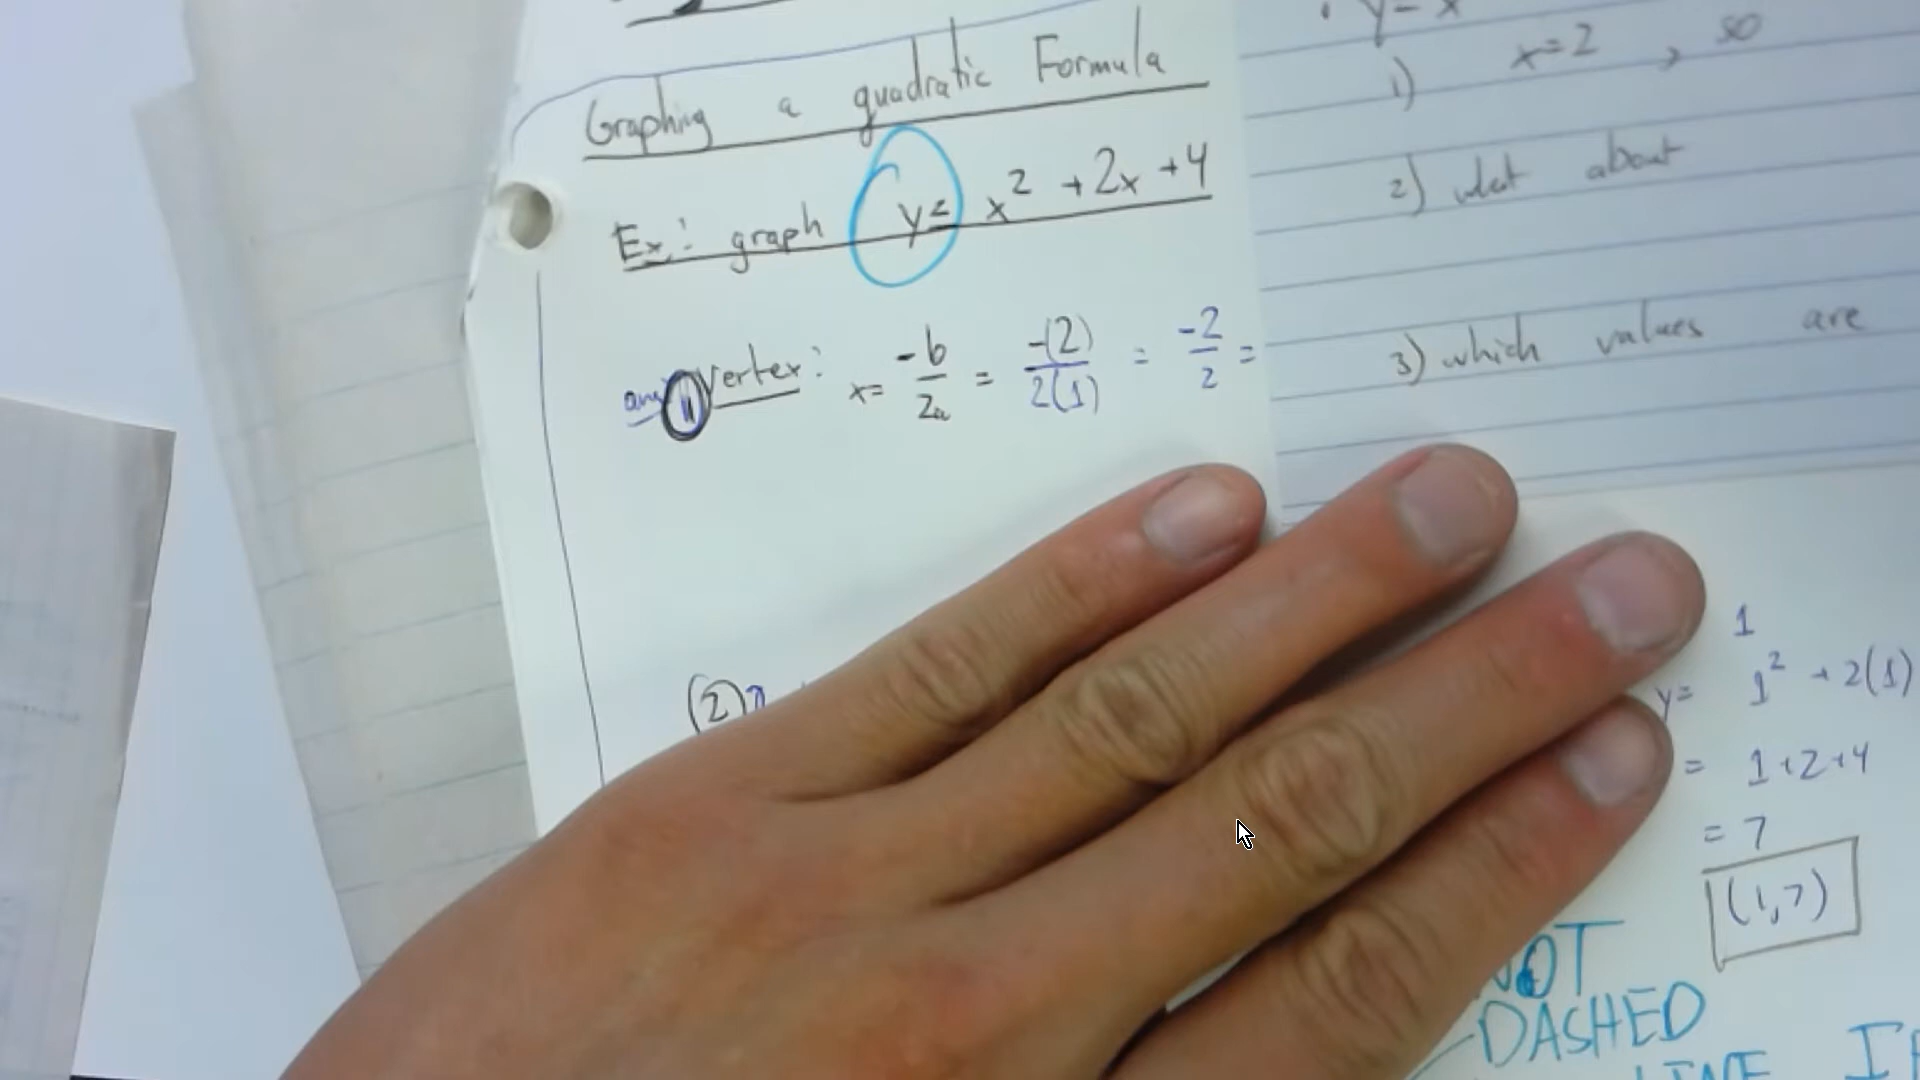 Graphing a quadratic Formula
Ex: graph y= x² +2x +4
Vertex: x= -b/2a = -(2)/2(1) = -2/2 =
(2)
y= x
1) x=2 , so
2) what about
3) which values are
1
y= 1² +2(1)
= 1+2+4
= 7
(1,7)
NOT
DASHED
LINE